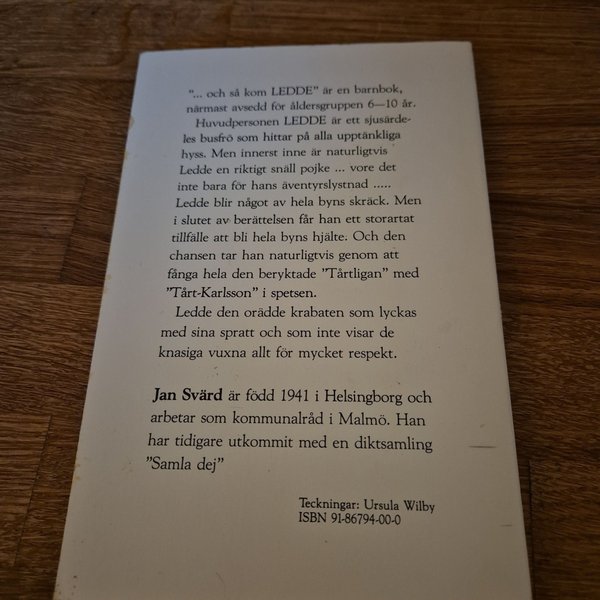 "... och så kom LEDDE" är en barnbok,
närmast avsedd för åldersgruppen 6—10 år.
Huvudpersonen LEDDE är ett sjusärde-
les busfrö som hittar på alla upptänkliga
hyss. Men innerst inne är naturligtvis
Ledde en riktigt snäll pojke ... vore det
inte bara för hans äventyrslystnad .....
Ledde blir något av hela byns skräck. Men
i slutet av berättelsen får han ett storartat
tillfälle att bli hela byns hjälte. Och den
chansen tar han naturligtvis genom att
fånga hela den beryktade "Tårtligan" med
"Tårt-Karlsson" i spetsen.
Ledde den orädde krabaten som lyckas
med sina spratt och som inte visar de
knasiga vuxna allt för mycket respekt.
Jan Svärd är född 1941 i Helsingborg och
arbetar som kommunalråd i Malmö. Han
har tidigare utkommit med en diktsamling
"Samla dej"
Teckningar: Ursula Wilby
ISBN 91-86794-00-0